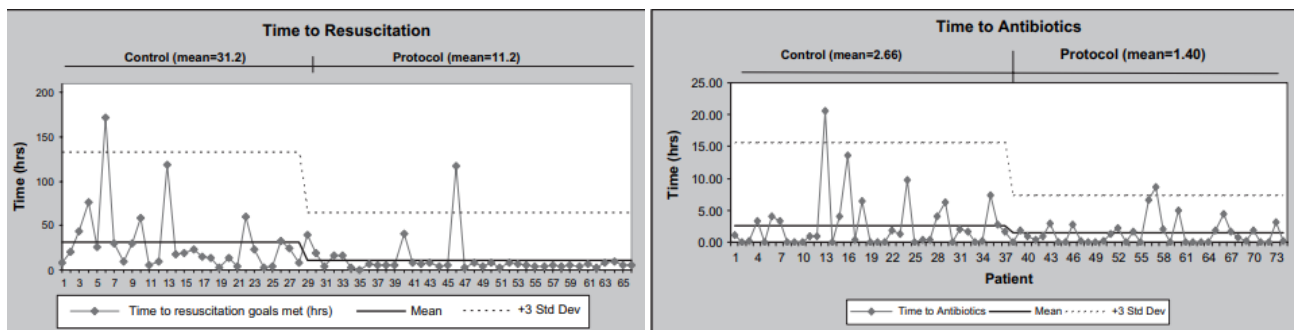 Time to Resuscitation
Control (mean=31.2)
Protocol (mean=11.2)
200
150
100
50
0
Time (hrs)
1 3 5 7 9 11 13 15 17 19 21 23 25 27 29 31 33 35 37 39 41 43 45 47 49 51 53 55 57 59 61 63 65
Time to resuscitation goals met (hrs)
Mean
+3 Std Dev
Time to Antibiotics
Control (mean=2.66)
Protocol (mean=1.40)
25.00
20.00
15.00
10.00
5.00
0.00
Time (hrs)
1 4 7 10 13 16 19 22 25 28 31 34 37 40 43 46 49 52 55 58 61 64 67 70 73
Patient
Time to Antibiotics
Mean
+3 Std Dev